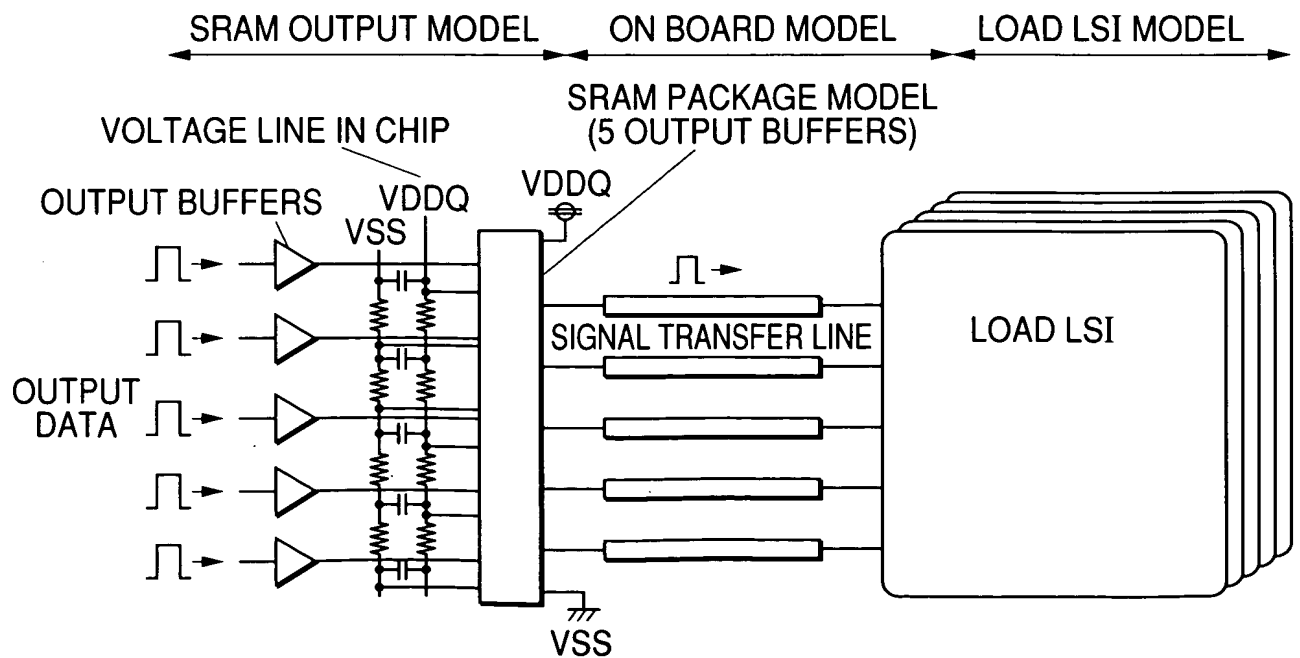 SRAM OUTPUT MODEL
ON BOARD MODEL
LOAD LSI MODEL
SRAM PACKAGE MODEL
(5 OUTPUT BUFFERS)
VOLTAGE LINE IN CHIP
VDDQ
VDDQ
OUTPUT BUFFERS
VSS
SIGNAL TRANSFER LINE
LOAD LSI
OUTPUT
DATA
VSS